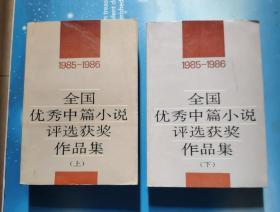 1985-1986
全国
优秀中篇小说
评选获奖
作品集
(上)
1985-1986
全国
优秀中篇小说
评选获奖
作品集
(下)